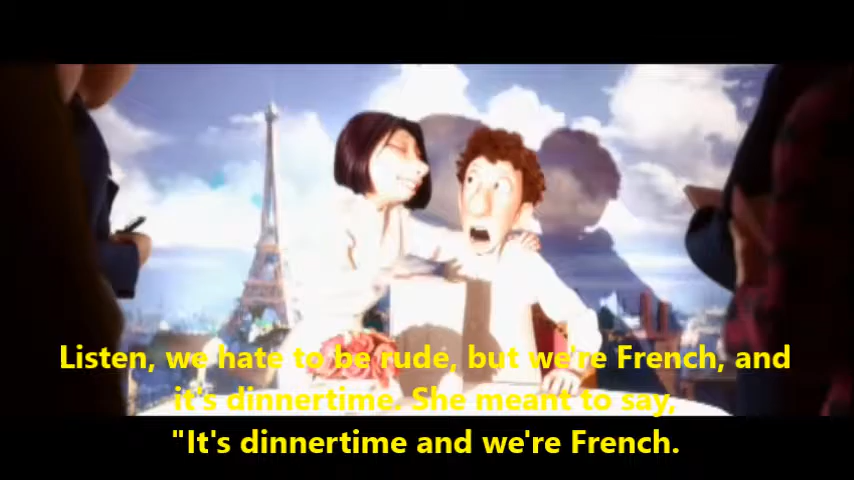 Listen, we hate to be rude, but we're French, and
it's dinnertime. She meant to say,
"It's dinnertime and we're French.